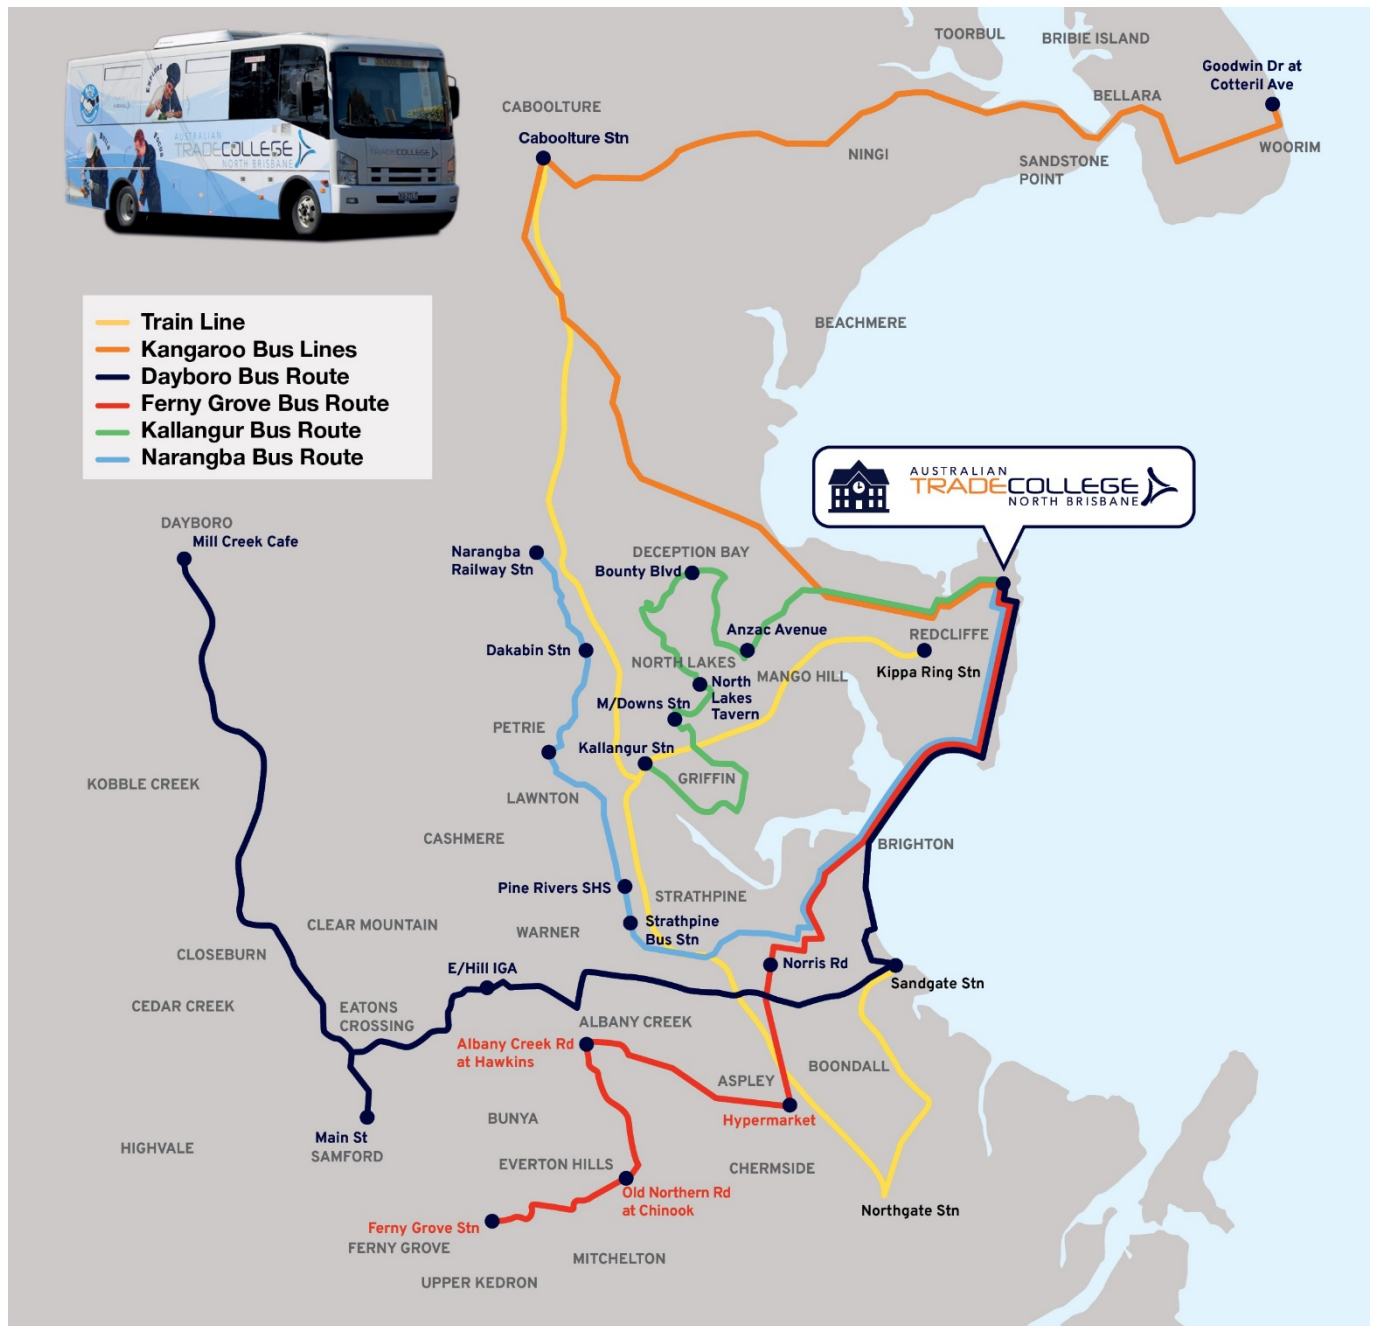 TOORBUL
BRIBIE ISLAND
Goodwin Dr at
Cotteril Ave
BELLARA
CABOOLTURE
Caboolture Stn
NINGI
SANDSTONE
POINT
WOORIM
EXPLORE
AUSTRALIAN
TRADECOLLEGE
NORTH BRISBANE
TRADECOLLEGE
Train Line
Kangaroo Bus Lines
Dayboro Bus Route
Ferny Grove Bus Route
Kallangur Bus Route
Narangba Bus Route
BEACHMERE
AUSTRALIAN
TRADECOLLEGE
NORTH BRISBANE
DAYBORO
Mill Creek Cafe
Narangba
Railway Stn
DECEPTION BAY
Bounty Blvd
Anzac Avenue
REDCLIFFE
Dakabin Stn
NORTH LAKES
MANGO HILL
Kippa Ring Stn
North
Lakes
Tavern
M/Downs Stn
PETRIE
Kallangur Stn
KOBBLE CREEK
GRIFFIN
LAWNTON
CASHMERE
BRIGHTON
Pine Rivers SHS
STRATHPINE
CLEAR MOUNTAIN
WARNER
Strathpine
Bus Stn
CLOSEBURN
E/Hill IGA
Norris Rd
Sandgate Stn
CEDAR CREEK
EATONS
CROSSING
ALBANY CREEK
Albany Creek Rd
at Hawkins
BOONDALL
ASPLEY
BUNYA
Hypermarket
Main St
SAMFORD
HIGHVALE
EVERTON HILLS
CHERMSIDE
Old Northern Rd
at Chinook
Northgate Stn
Ferny Grove Stn
FERNY GROVE
MITCHELTON
UPPER KEDRON